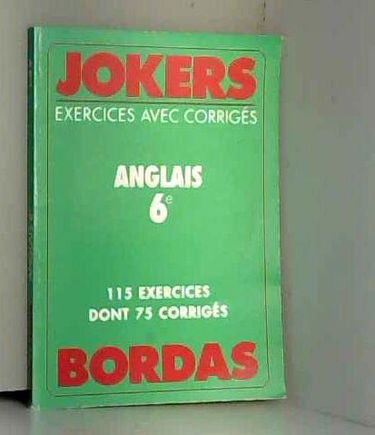 JOKERS
EXERCICES AVEC CORRIGÉS
ANGLAIS
6e
115 EXERCICES
DONT 75 CORRIGÉS
BORDAS